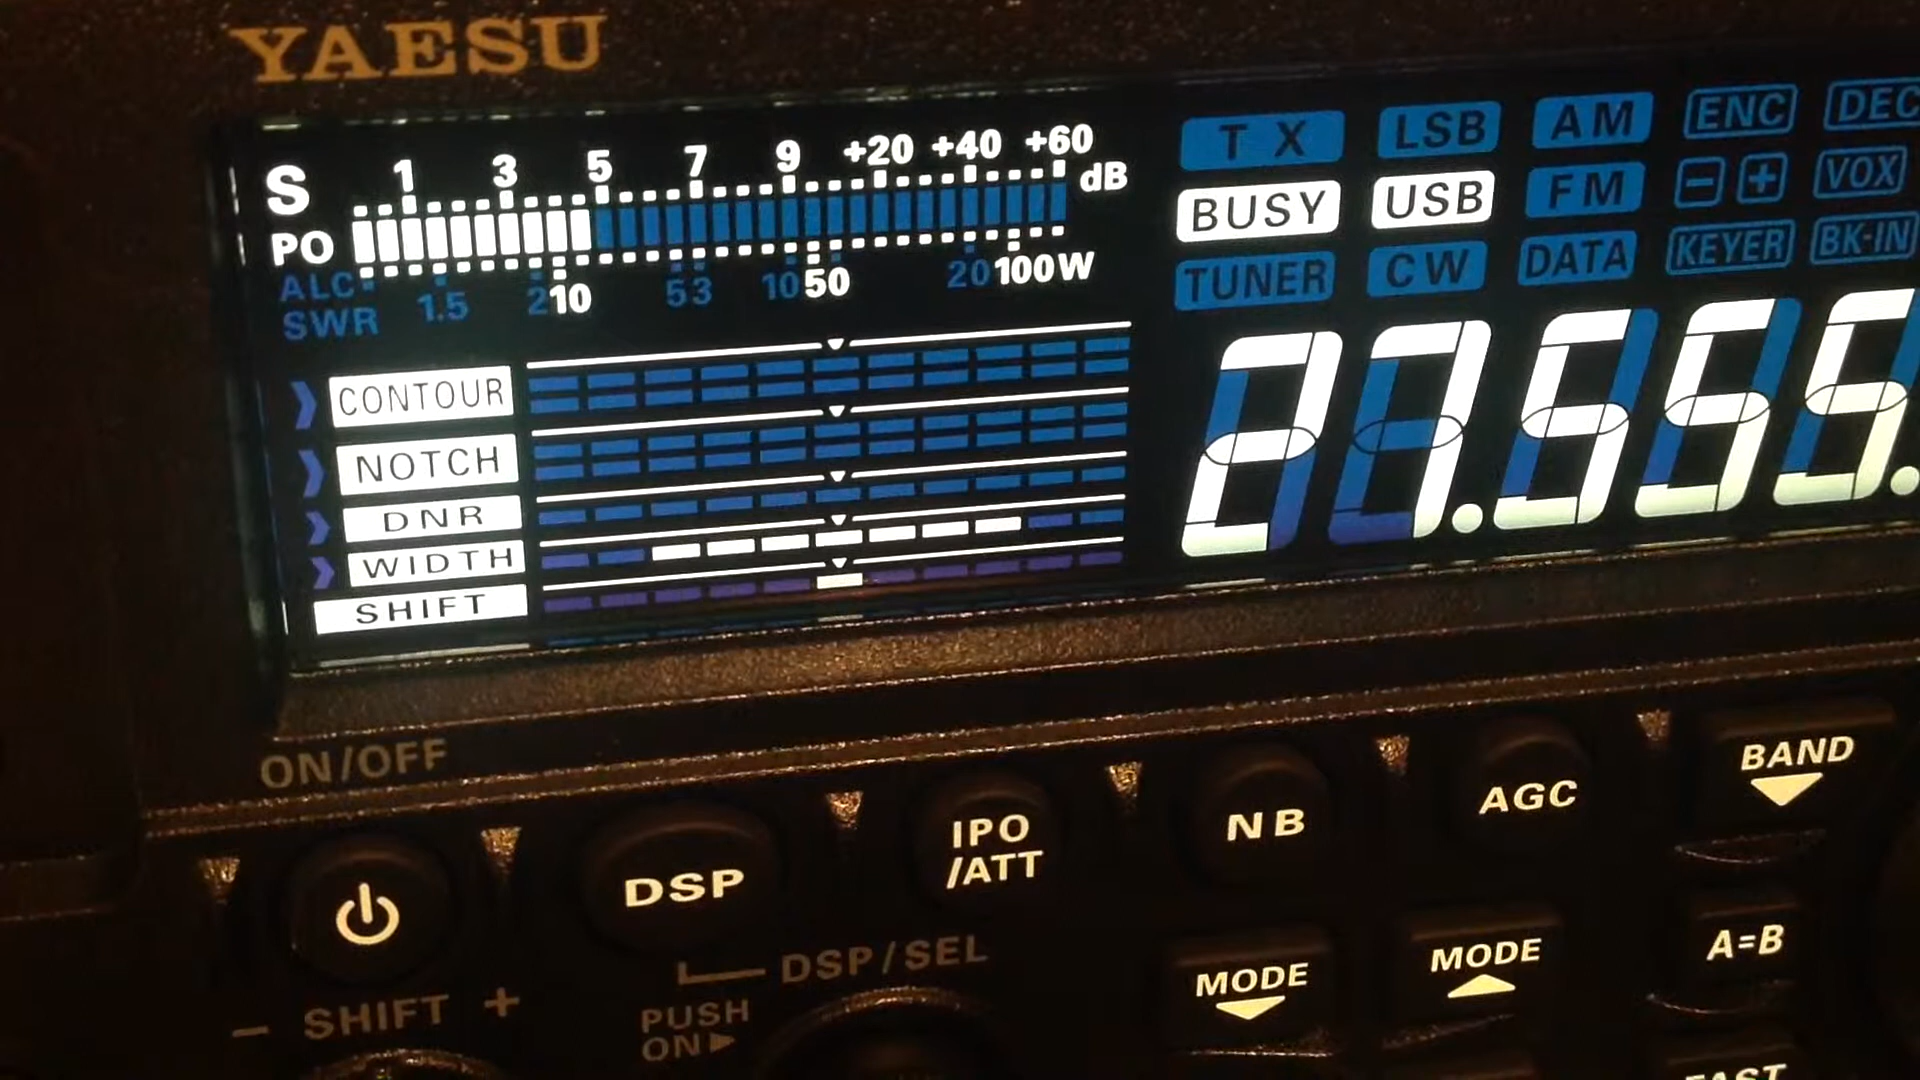 YAESU
S 1 3 5 7 9 +20 +40 +60 dB
PO 10 50 100W
ALC
SWR 1.5 2 3 5 10 20
CONTOUR
NOTCH
DNR
WIDTH
SHIFT
TX LSB AM ENC DEC
BUSY USB FM − + VOX
TUNER CW DATA KEYER BK-IN
27.555.
ON/OFF
DSP
IPO
/ATT
NB
AGC
BAND
− SHIFT +
DSP/SEL
PUSH
ON
MODE
MODE
A=B
FAST